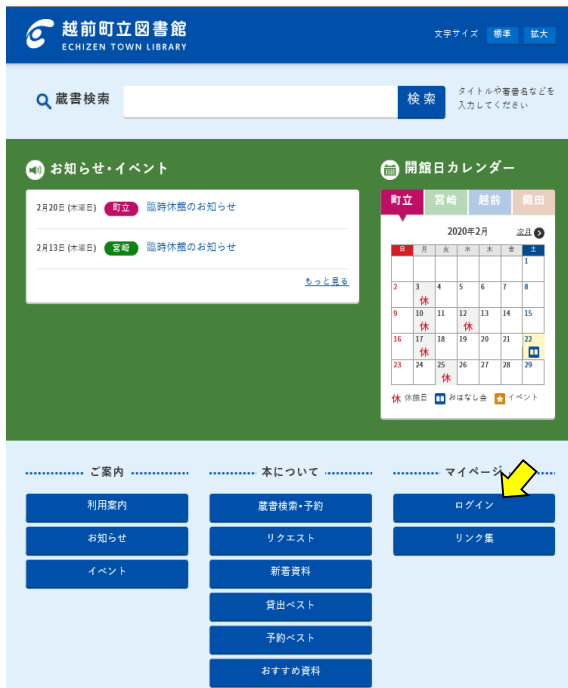 越前町立図書館
ECHIZEN TOWN LIBRARY
文字サイズ 標準 拡大
蔵書検索
検索
タイトルや著書名などを
入力してください
お知らせ・イベント
2月20日(木曜日) 町立 臨時休館のお知らせ
2月13日(木曜日) 宮崎 臨時休館のお知らせ
もっと見る
開館日カレンダー
町立 宮崎 越前 織田
2020年2月 次月
日 月 火 水 木 金 土
1
2 3 4 5 6 7 8
休
9 10 11 12 13 14 15
休 休
16 17 18 19 20 21 22
休
23 24 25 26 27 28 29
休
休 休館日 おはなし会 イベント
ご案内
利用案内
お知らせ
イベント
本について
蔵書検索・予約
リクエスト
新着資料
貸出ベスト
予約ベスト
おすすめ資料
マイページ
ログイン
リンク集